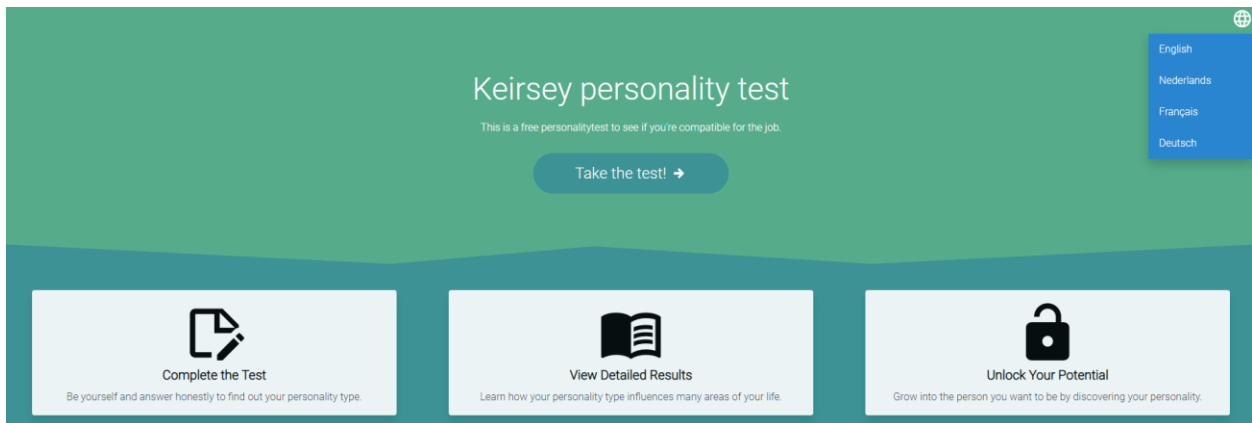 English
Nederlands
Français
Deutsch
Keirsey personality test
This is a free personalitytest to see if you're compatible for the job.
Take the test!
Complete the Test
Be yourself and answer honestly to find out your personality type.
View Detailed Results
Learn how your personality type influences many areas of your life.
Unlock Your Potential
Grow into the person you want to be by discovering your personality.